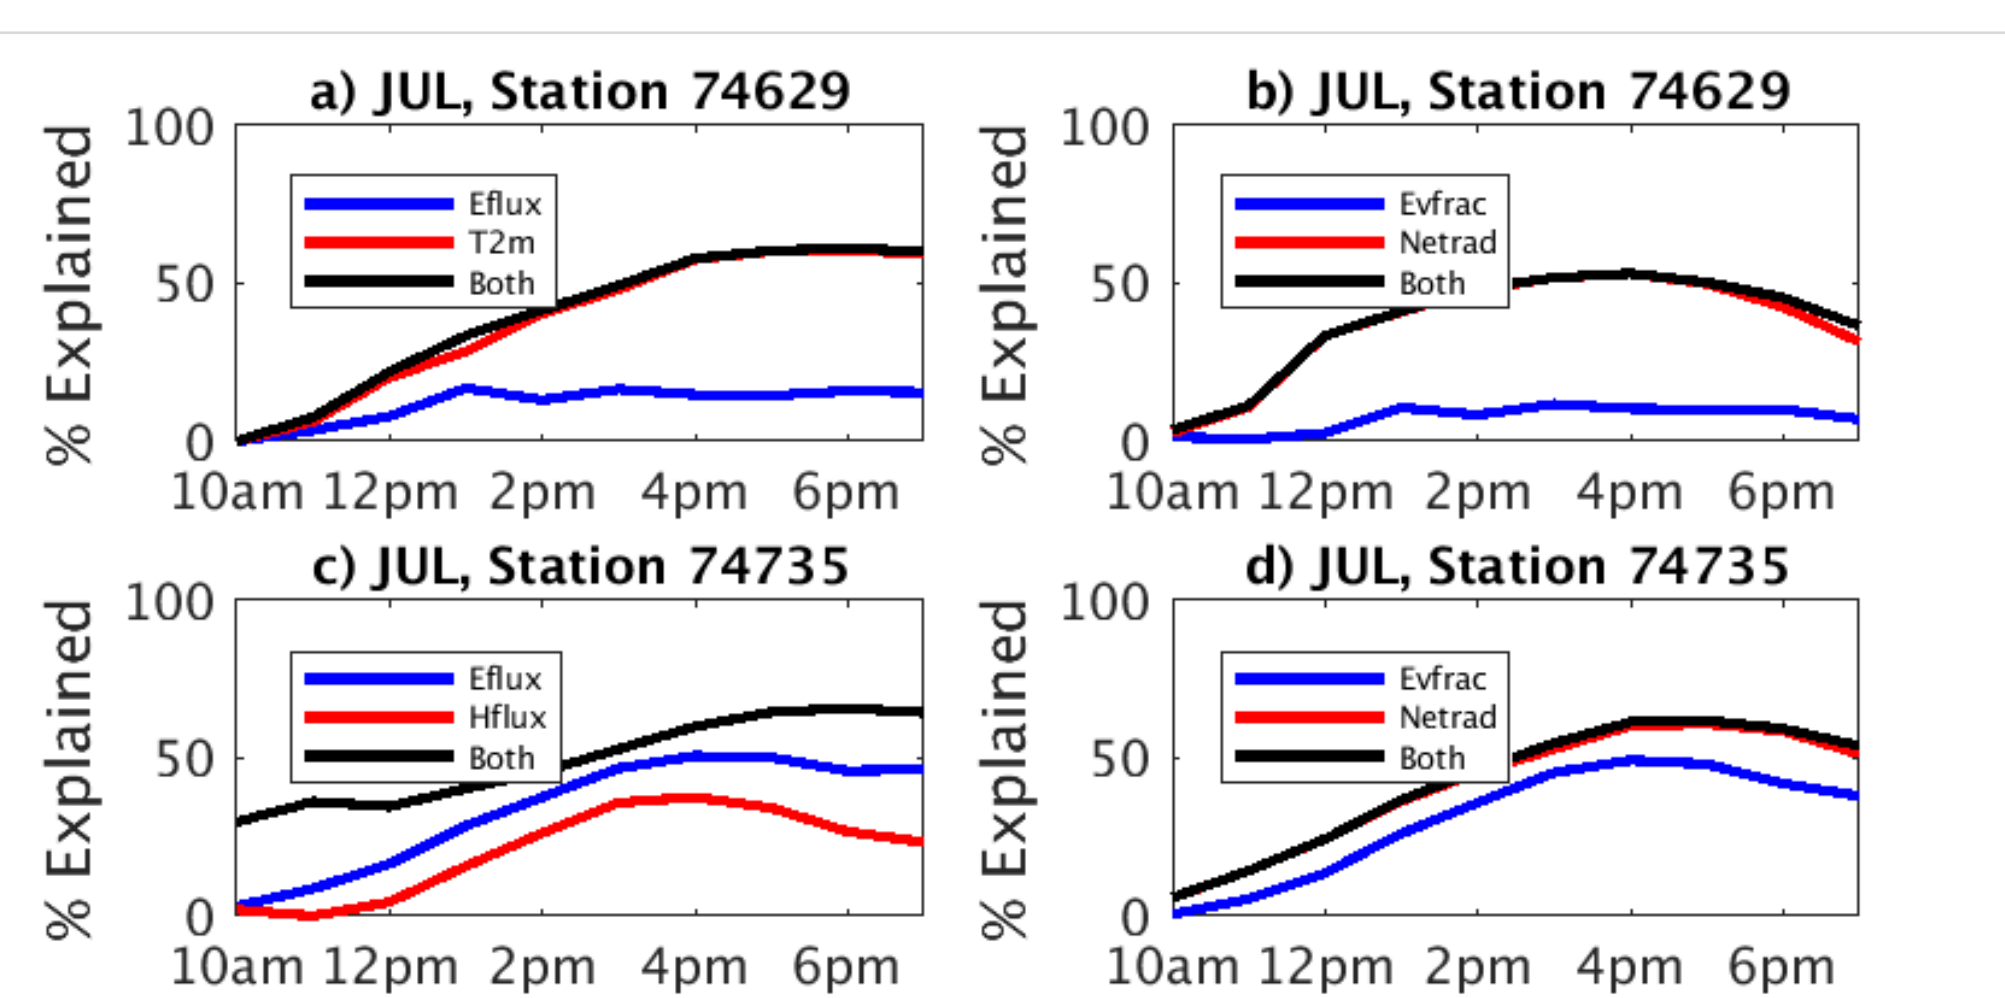 a) JUL, Station 74629
% Explained
100
50
0
Eflux
T2m
Both
10am 12pm 2pm 4pm 6pm
b) JUL, Station 74629
% Explained
100
50
0
Evfrac
Netrad
Both
10am 12pm 2pm 4pm 6pm
c) JUL, Station 74735
% Explained
100
50
0
Eflux
Hflux
Both
10am 12pm 2pm 4pm 6pm
d) JUL, Station 74735
% Explained
100
50
0
Evfrac
Netrad
Both
10am 12pm 2pm 4pm 6pm